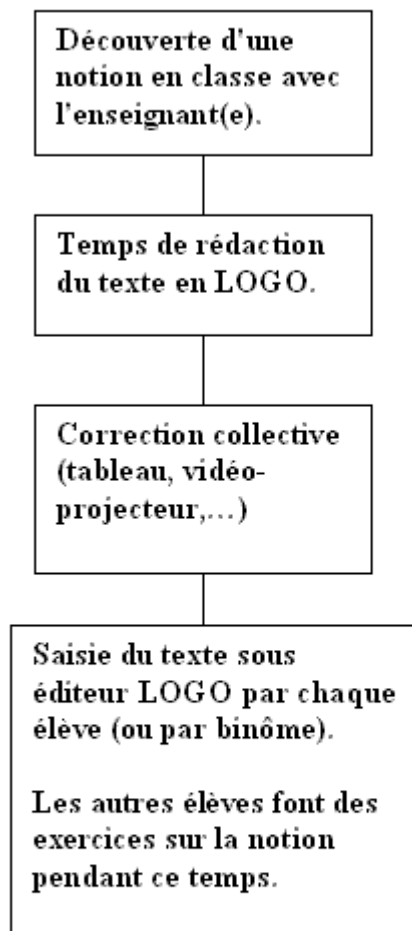 Découverte d'une
notion en classe avec
l'enseignant(e).
Temps de rédaction
du texte en LOGO.
Correction collective
(tableau, vidéo-
projecteur,...)
Saisie du texte sous
éditeur LOGO par chaque
élève (ou par binôme).
Les autres élèves font des
exercices sur la notion
pendant ce temps.